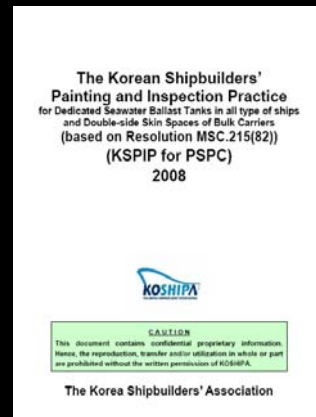 The Korean Shipbuilders'
Painting and Inspection Practice
for Dedicated Seawater Ballast Tanks in all type of ships
and Double-side Skin Spaces of Bulk Carriers
(based on Resolution MSC.215(82))
(KSPIP for PSPC)
2008
KOSHIPA
CAUTION
This document contains confidential proprietary information.
Hence, the reproduction, transfer and/or utilization in whole or part
are prohibited without the written permission of KOSHIPA.
The Korea Shipbuilders' Association